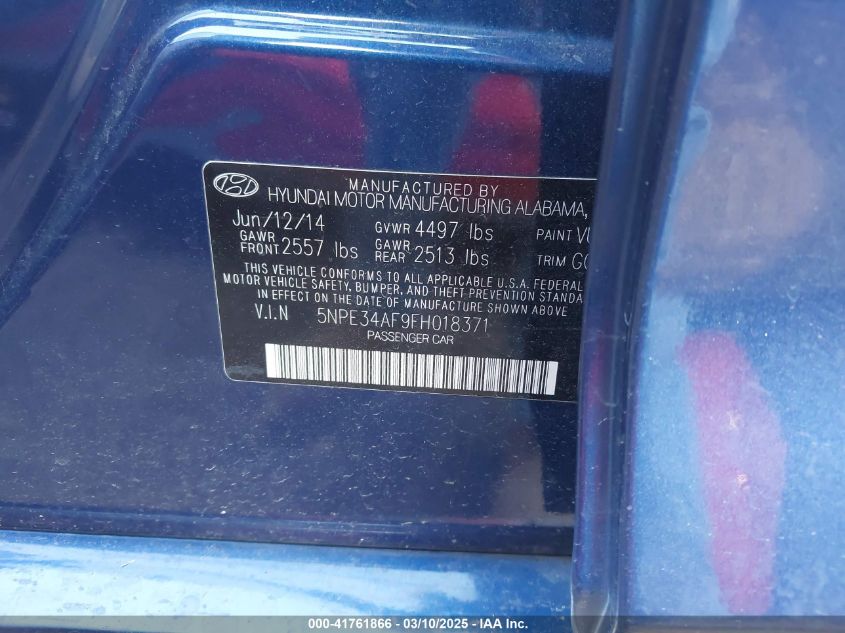 MANUFACTURED BY
HYUNDAI MOTOR MANUFACTURING ALABAMA,
Jun/12/14 GVWR 4497 lbs PAINT
GAWR FRONT 2557 lbs GAWR REAR 2513 lbs TRIM
THIS VEHICLE CONFORMS TO ALL APPLICABLE U.S.A. FEDERAL
MOTOR VEHICLE SAFETY, BUMPER, AND THEFT PREVENTION STANDA
IN EFFECT ON THE DATE OF MANUFACTURE SHOWN ABOVE
V.I.N 5NPE34AF9FH018371
PASSENGER CAR
000-41761866 - 03/10/2025 - IAA Inc.